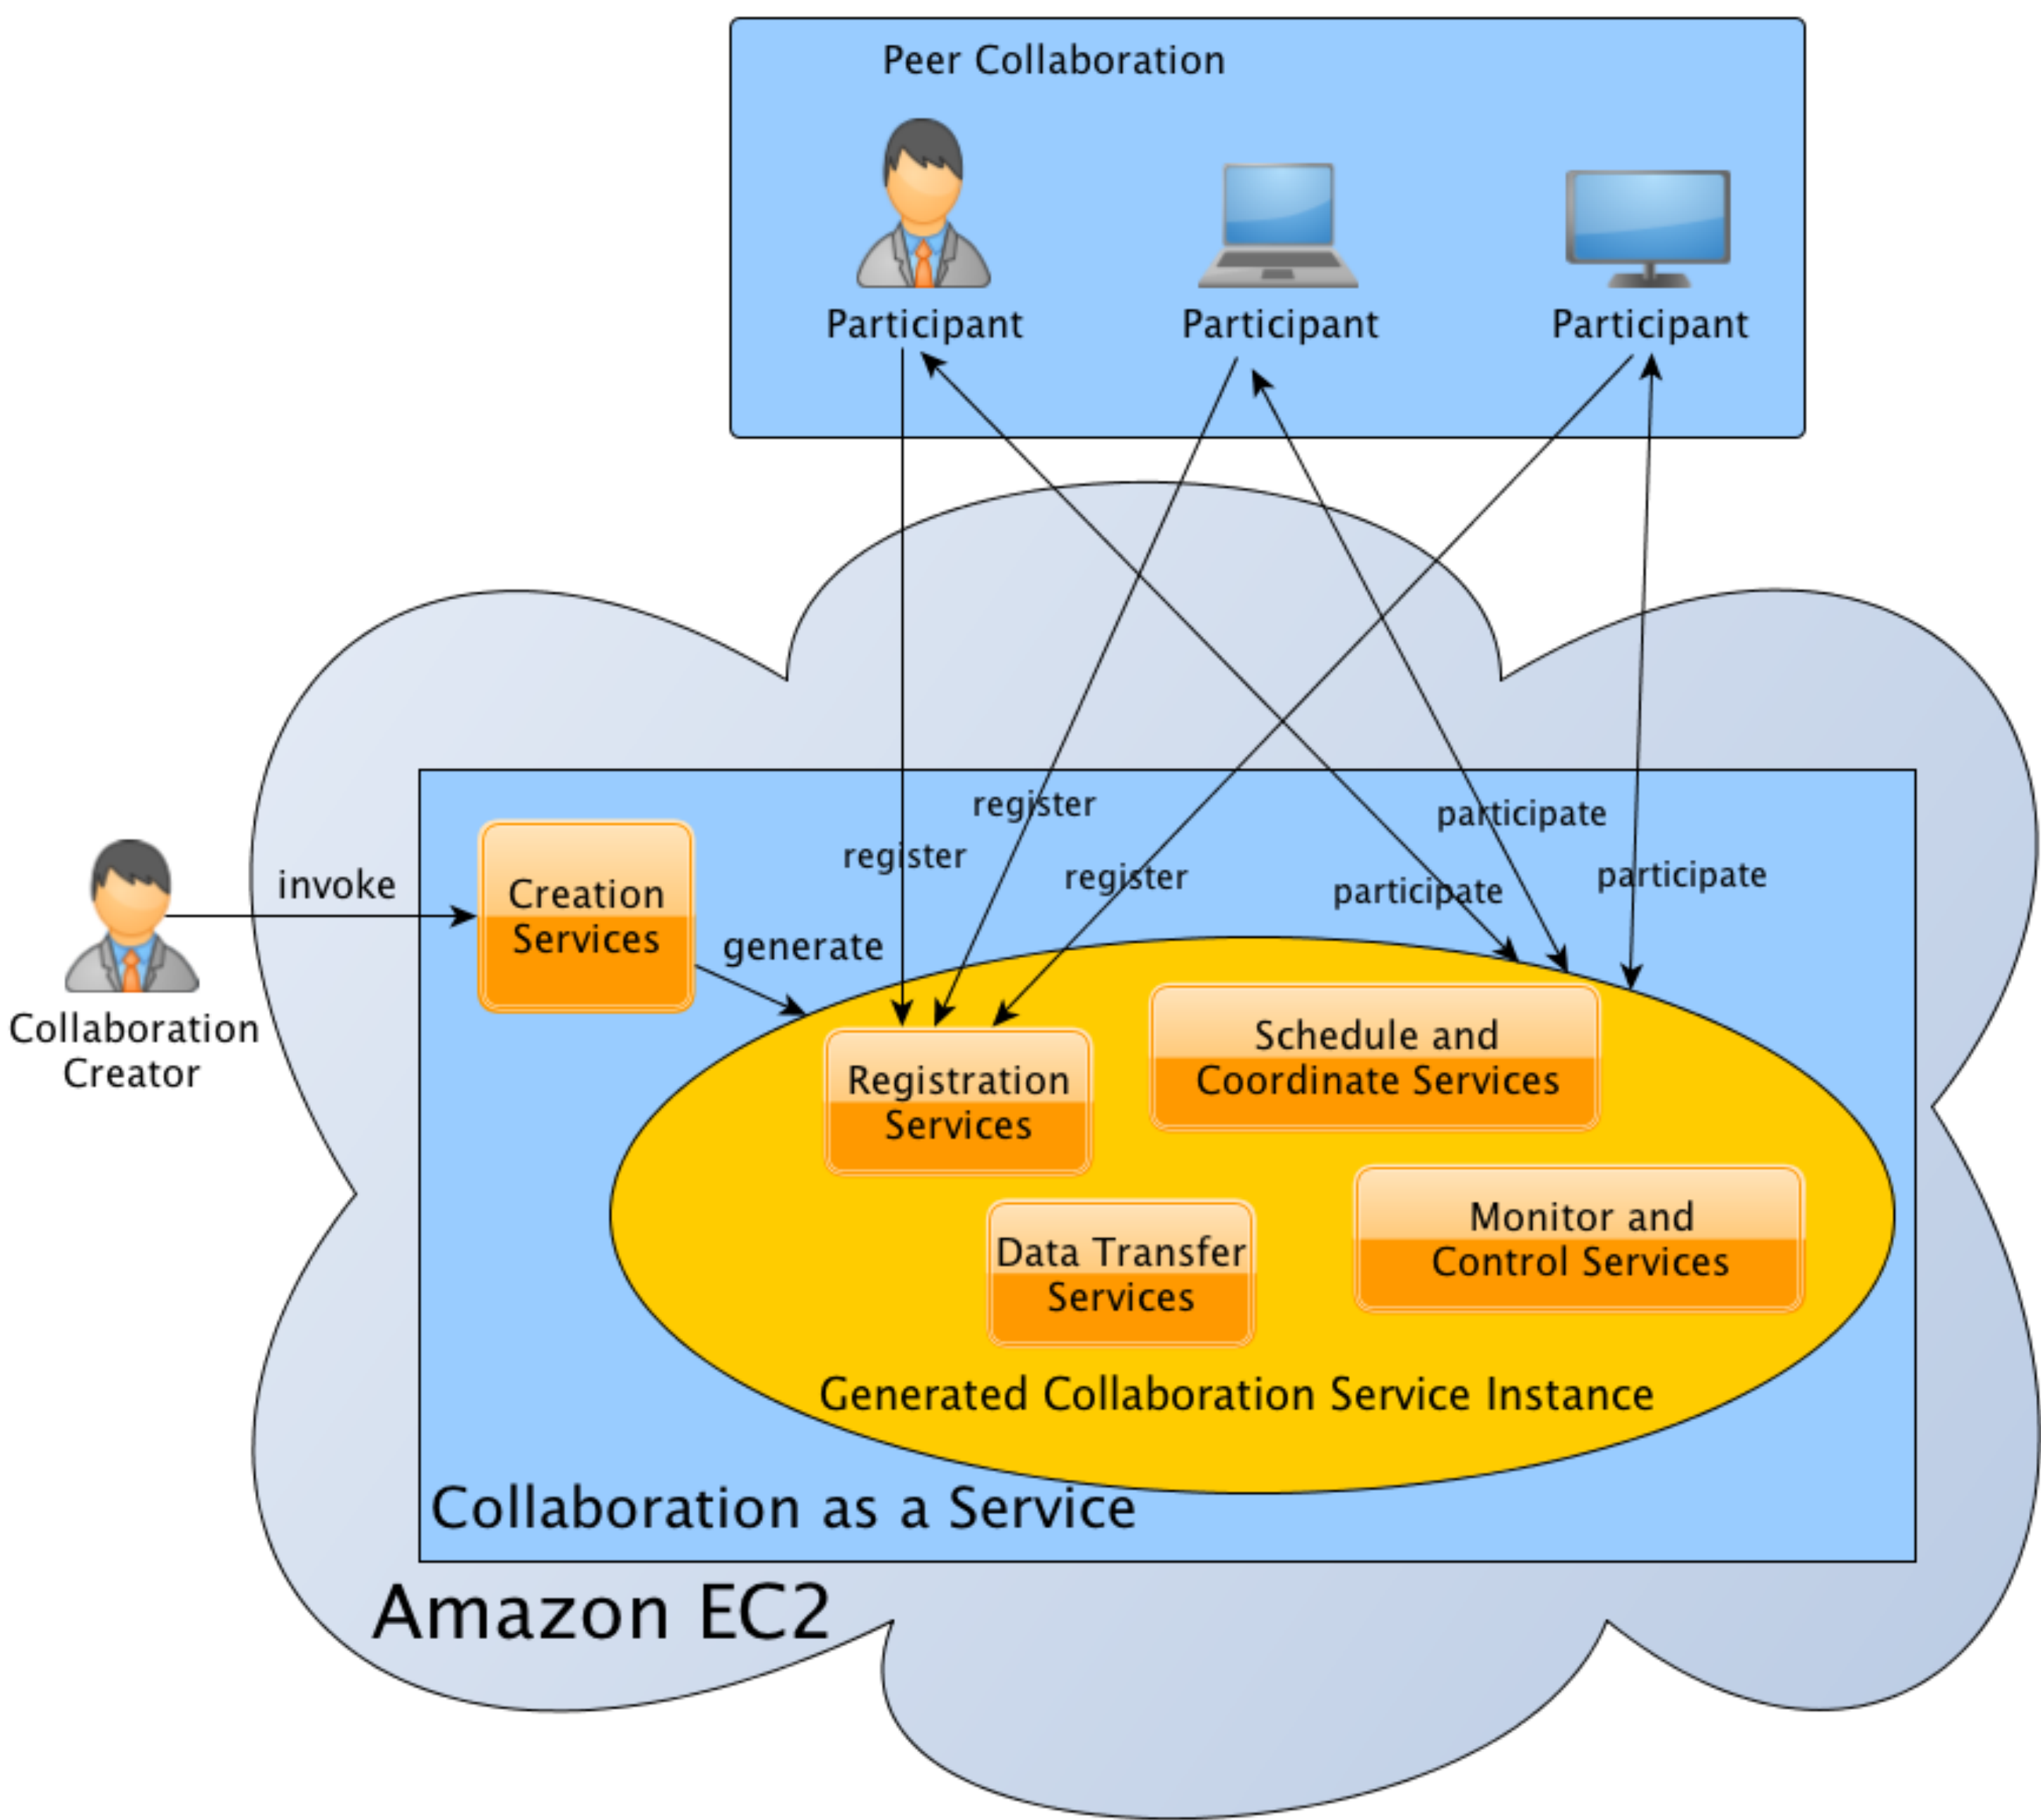 Peer Collaboration
Participant
Participant
Participant
register
participate
register
participate
register
participate
invoke
Creation
Services
generate
Collaboration
Creator
Registration
Services
Schedule and
Coordinate Services
Data Transfer
Services
Monitor and
Control Services
Generated Collaboration Service Instance
Collaboration as a Service
Amazon EC2